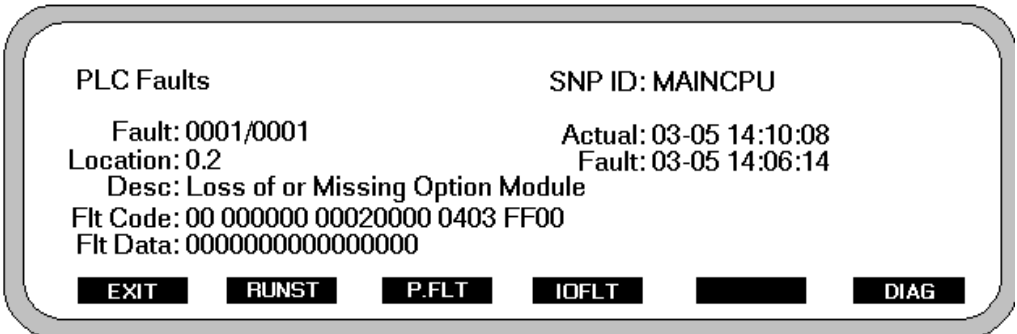 PLC Faults SNP ID: MAINCPU
Fault: 0001/0001 Actual: 03-05 14:10:08
Location: 0.2 Fault: 03-05 14:06:14
Desc: Loss of or Missing Option Module
Flt Code: 00 000000 00020000 0403 FF00
Flt Data: 0000000000000000
EXIT RUNST P.FLT IOFLT DIAG